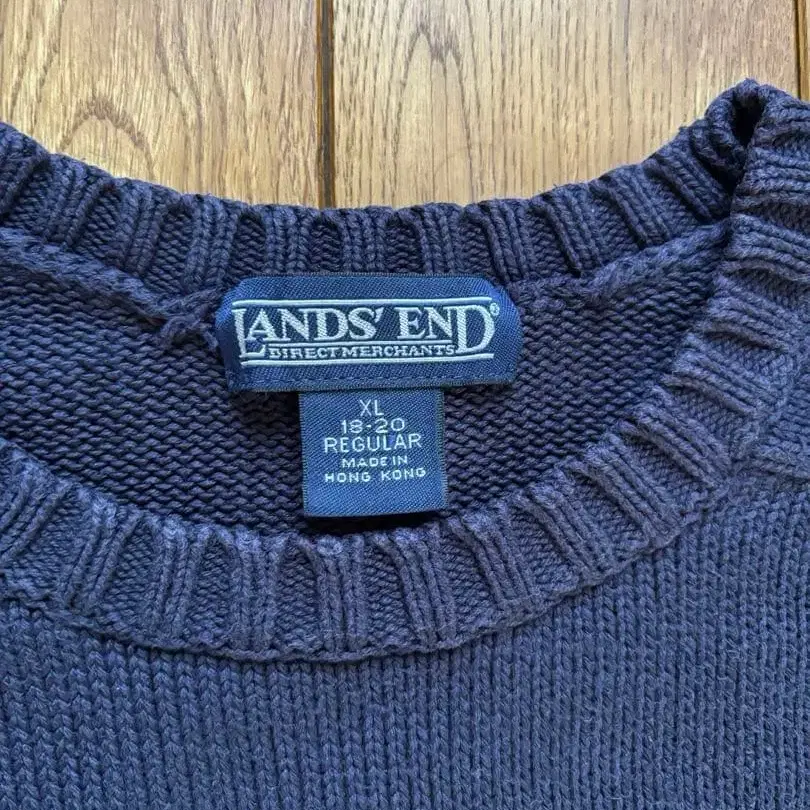 LANDS' END®
DIRECT MERCHANTS
XL
18-20
REGULAR
MADE IN
HONG KONG